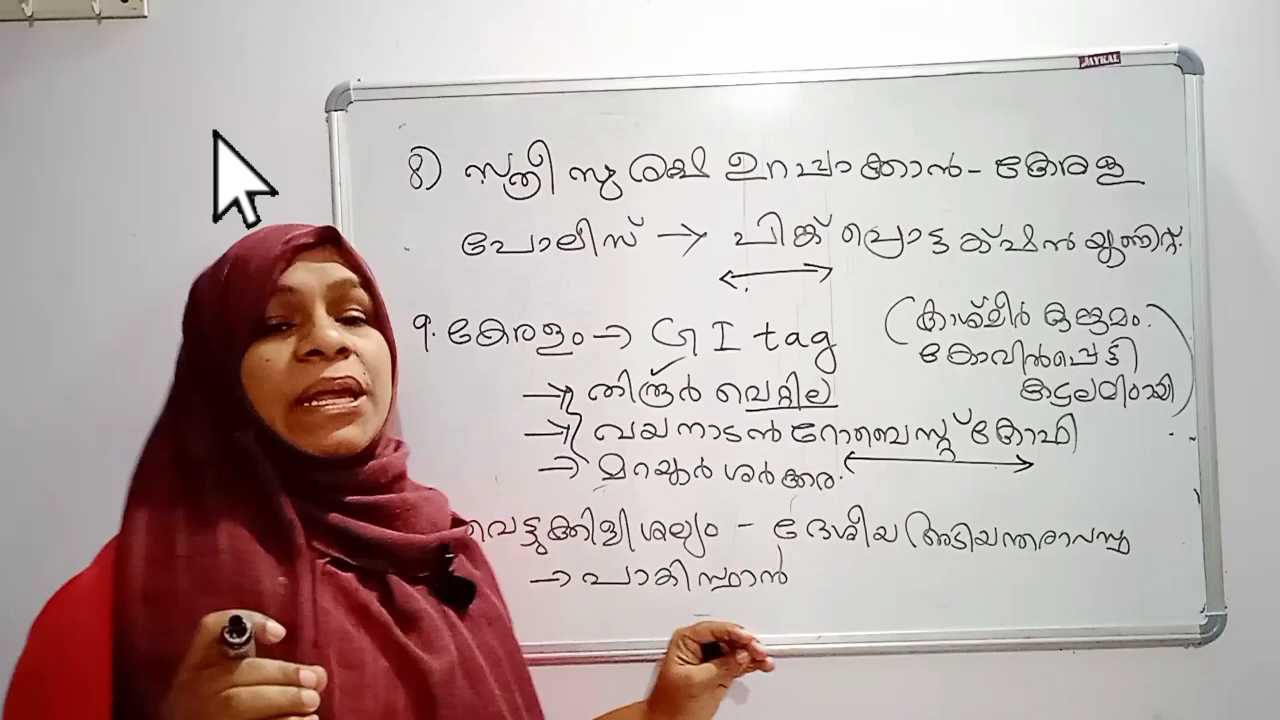 JAYKAL
8) സ്ത്രീ സുരക്ഷ ഉറപ്പാക്കാൻ - കേരള
പോലീസ് → പിങ്ക് പ്രൊട്ടക്ഷൻ യൂണിറ്റ്.
9. കേരളം → GI tag
(കാശ്മീർ കുങ്കുമം.
കോവിൽപ്പെട്ടി
കടലമിഠായി)
→ തിരൂർ വെറ്റില
→ വയനാടൻ റോബസ്റ്റ് കോഫി
→ മറയൂർ ശർക്കര.
വെട്ടുക്കിളി ശല്യം - ദേശീയ അടിയന്തരാവസ്ഥ
→ പാകിസ്ഥാൻ